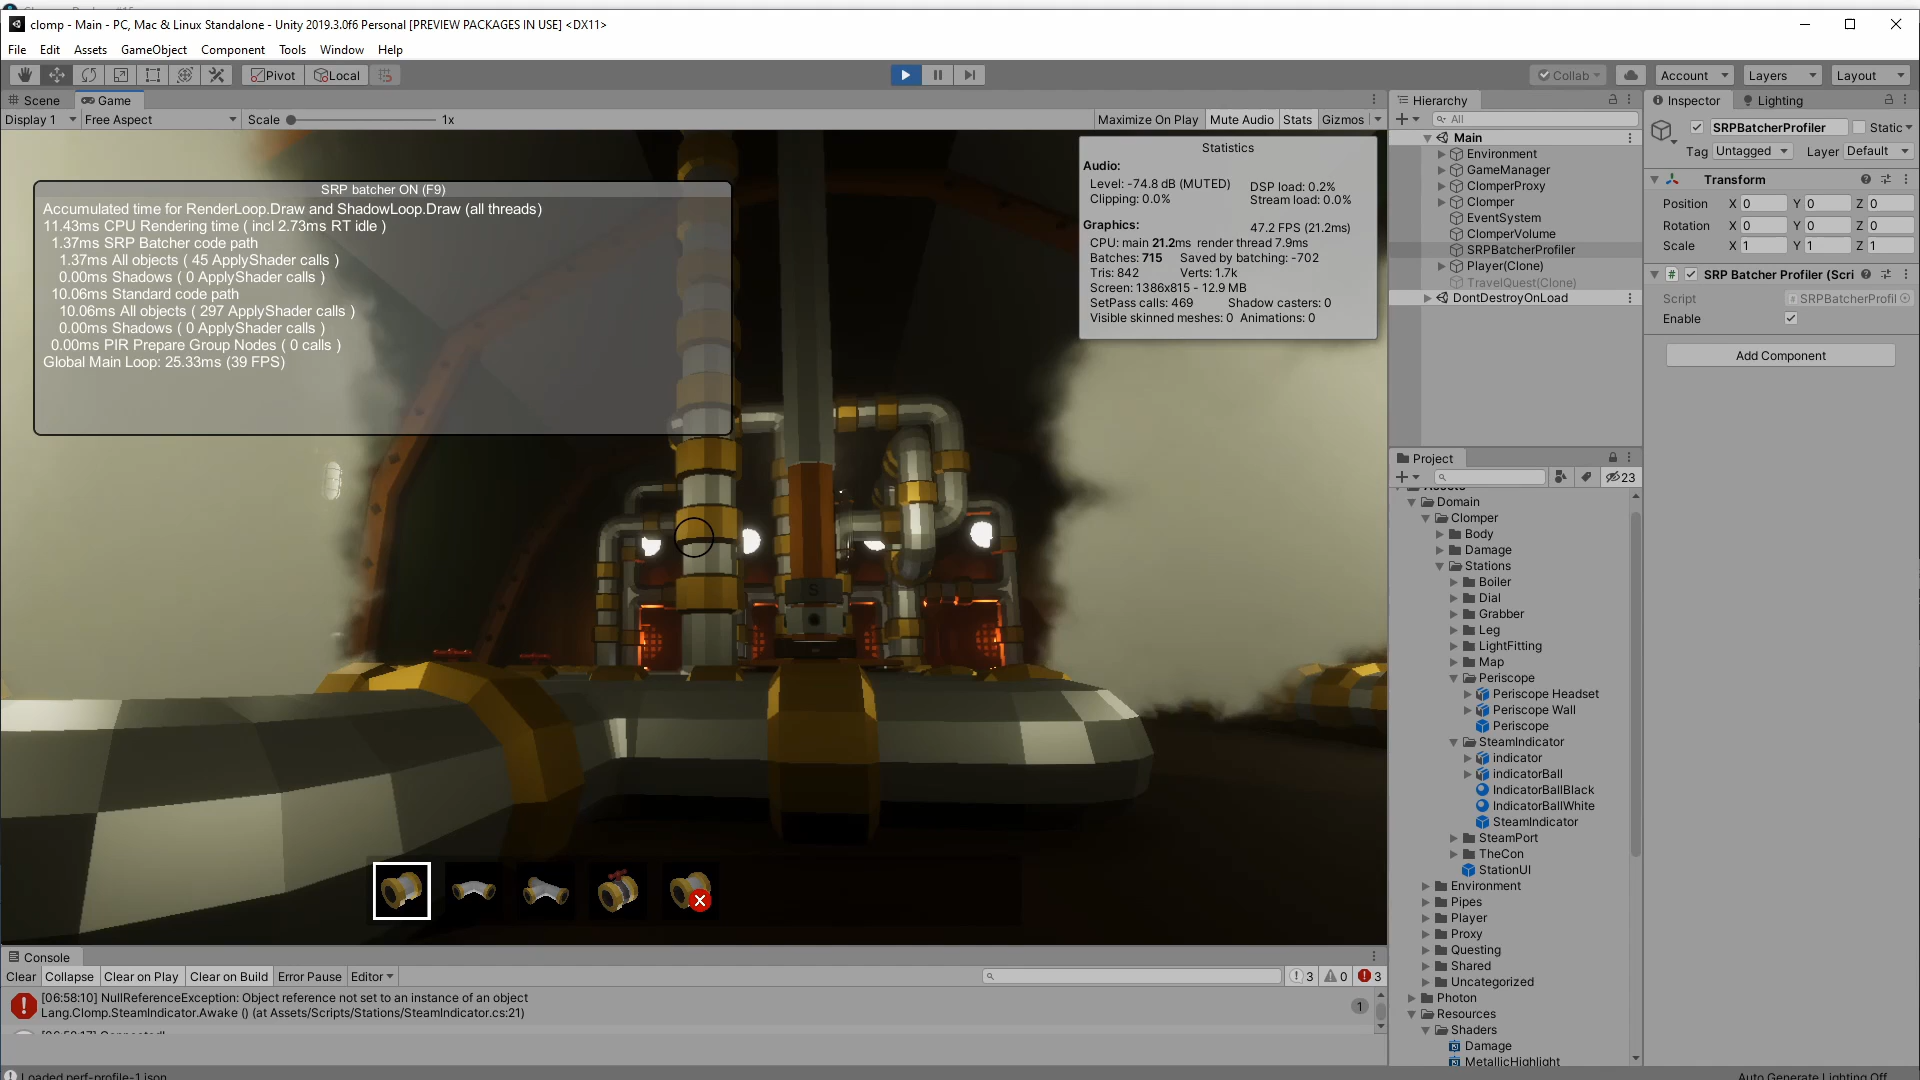 clomp - Main - PC, Mac & Linux Standalone - Unity 2019.3.0f6 Personal [PREVIEW PACKAGES IN USE] <DX11>
File Edit Assets GameObject Component Tools Window Help
Pivot Local Collab Account Layers Layout
Scene Game
Display 1 Free Aspect Scale 1x Maximize On Play Mute Audio Stats Gizmos
SRP batcher ON (F9)
Accumulated time for RenderLoop.Draw and ShadowLoop.Draw (all threads)
11.43ms CPU Rendering time ( incl 2.73ms RT idle )
1.37ms SRP Batcher code path
1.37ms All objects ( 45 ApplyShader calls )
0.00ms Shadows ( 0 ApplyShader calls )
10.06ms Standard code path
10.06ms All objects ( 297 ApplyShader calls )
0.00ms Shadows ( 0 ApplyShader calls )
0.00ms PIR Prepare Group Nodes ( 0 calls )
Global Main Loop: 25.33ms (39 FPS)
Statistics
Audio:
Level: -74.8 dB (MUTED) DSP load: 0.2%
Clipping: 0.0% Stream load: 0.0%
Graphics: 47.2 FPS (21.2ms)
CPU: main 21.2ms render thread 7.9ms
Batches: 715 Saved by batching: -702
Tris: 842 Verts: 1.7k
Screen: 1386x815 - 12.9 MB
SetPass calls: 469 Shadow casters: 0
Visible skinned meshes: 0 Animations: 0
S
Hierarchy
All
Main
Environment
GameManager
ClomperProxy
Clomper
EventSystem
ClomperVolume
SRPBatcherProfiler
Player(Clone)
TravelQuest(Clone)
DontDestroyOnLoad
Project
23
Assets
Domain
Clomper
Body
Damage
Stations
Boiler
Dial
Grabber
Leg
LightFitting
Map
Periscope
Periscope Headset
Periscope Wall
Periscope
SteamIndicator
indicator
indicatorBall
IndicatorBallBlack
IndicatorBallWhite
SteamIndicator
SteamPort
TheCon
StationUI
Environment
Pipes
Player
Proxy
Questing
Shared
Uncategorized
Photon
Resources
Shaders
Damage
MetallicHighlight
Inspector Lighting
SRPBatcherProfiler Static
Tag Untagged Layer Default
Transform
Position X 0 Y 0 Z 0
Rotation X 0 Y 0 Z 0
Scale X 1 Y 1 Z 1
SRP Batcher Profiler (Scri
Script SRPBatcherProfil
Enable
Add Component
Console
Clear Collapse Clear on Play Clear on Build Error Pause Editor 3 0 3
[06:58:10] NullReferenceException: Object reference not set to an instance of an object
Lang.Clomp.SteamIndicator.Awake () (at Assets/Scripts/Stations/SteamIndicator.cs:21)
1
Loaded perf-profile-1.json
Auto Generate Lighting Off